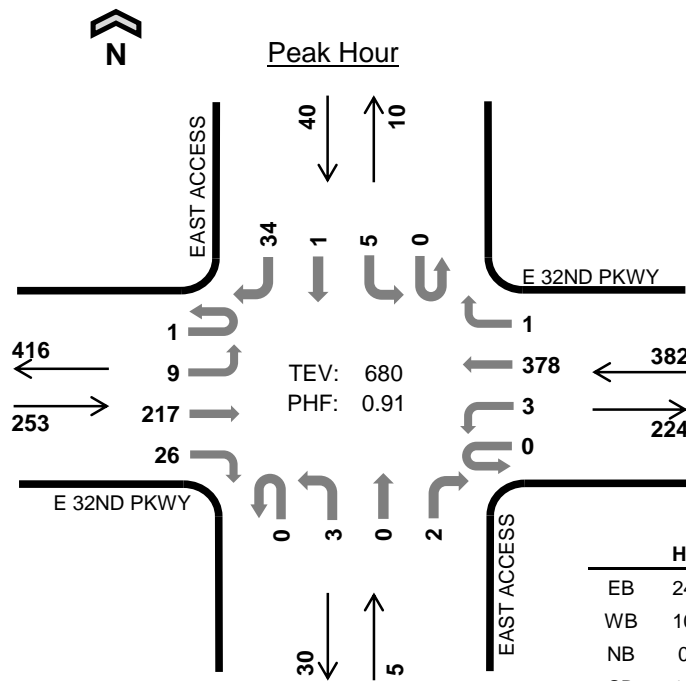 N
Peak Hour
40
10
EAST ACCESS
34
1
5
0
E 32ND PKWY
1
9
217
26
416
253
TEV: 680
PHF: 0.91
1
378
3
0
382
224
E 32ND PKWY
0
3
0
2
EAST ACCESS
30
5
EB
WB
NB